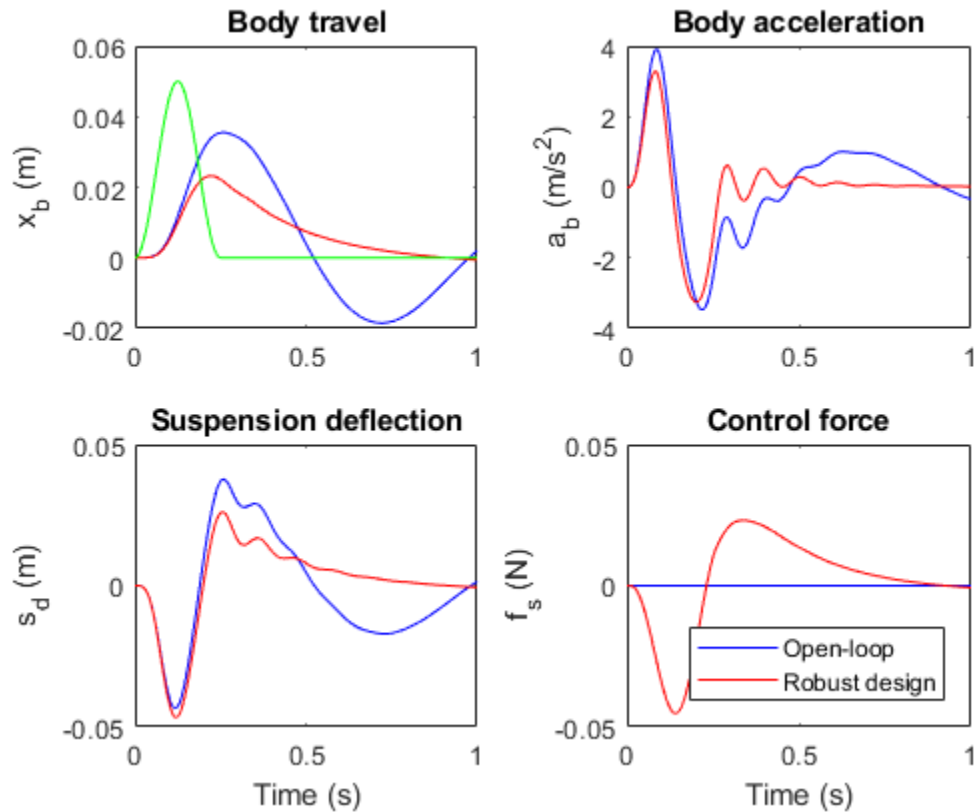 Body travel
0.06
0.04
0.02
0
-0.02
x_b (m)
0 0.5 1
Body acceleration
4
2
0
-2
-4
a_b (m/s²)
0 0.5 1
Suspension deflection
0.05
0
-0.05
s_d (m)
0 0.5 1
Time (s)
Control force
0.05
0
-0.05
f_s (N)
Open-loop
Robust design
0 0.5 1
Time (s)